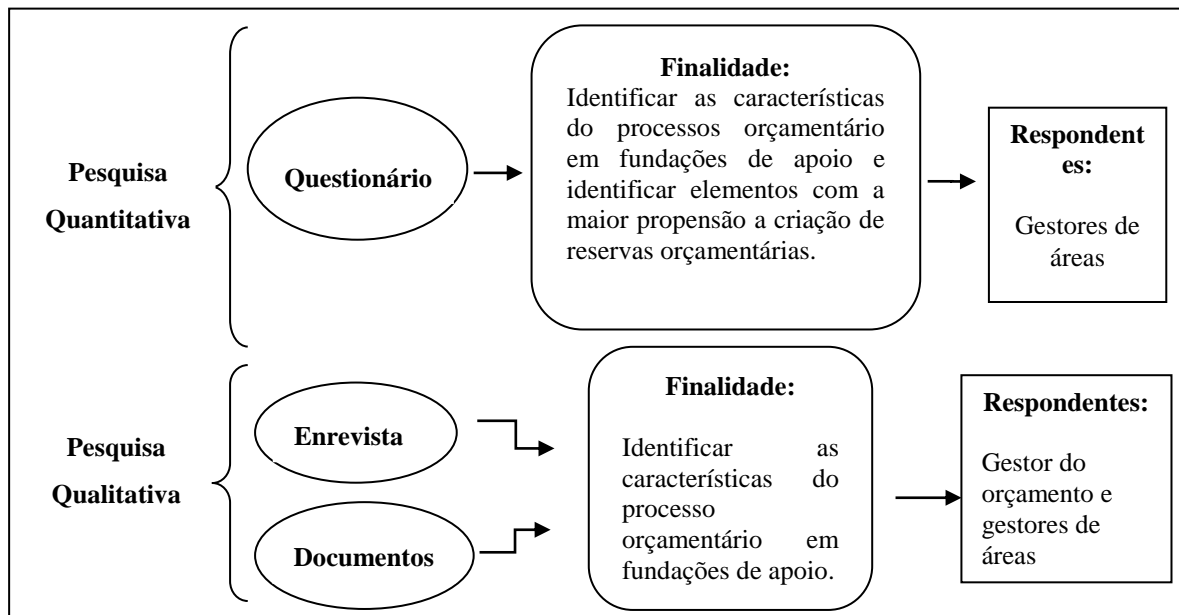 Pesquisa
Quantitativa
Questionário
Finalidade:
Identificar as características
do processos orçamentário
em fundações de apoio e
identificar elementos com a
maior propensão a criação de
reservas orçamentárias.
Respondent
es:
Gestores de
áreas
Pesquisa
Qualitativa
Enrevista
Documentos
Finalidade:
Identificar as
características do
processo
orçamentário em
fundações de apoio.
Respondentes:
Gestor do
orçamento e
gestores de
áreas